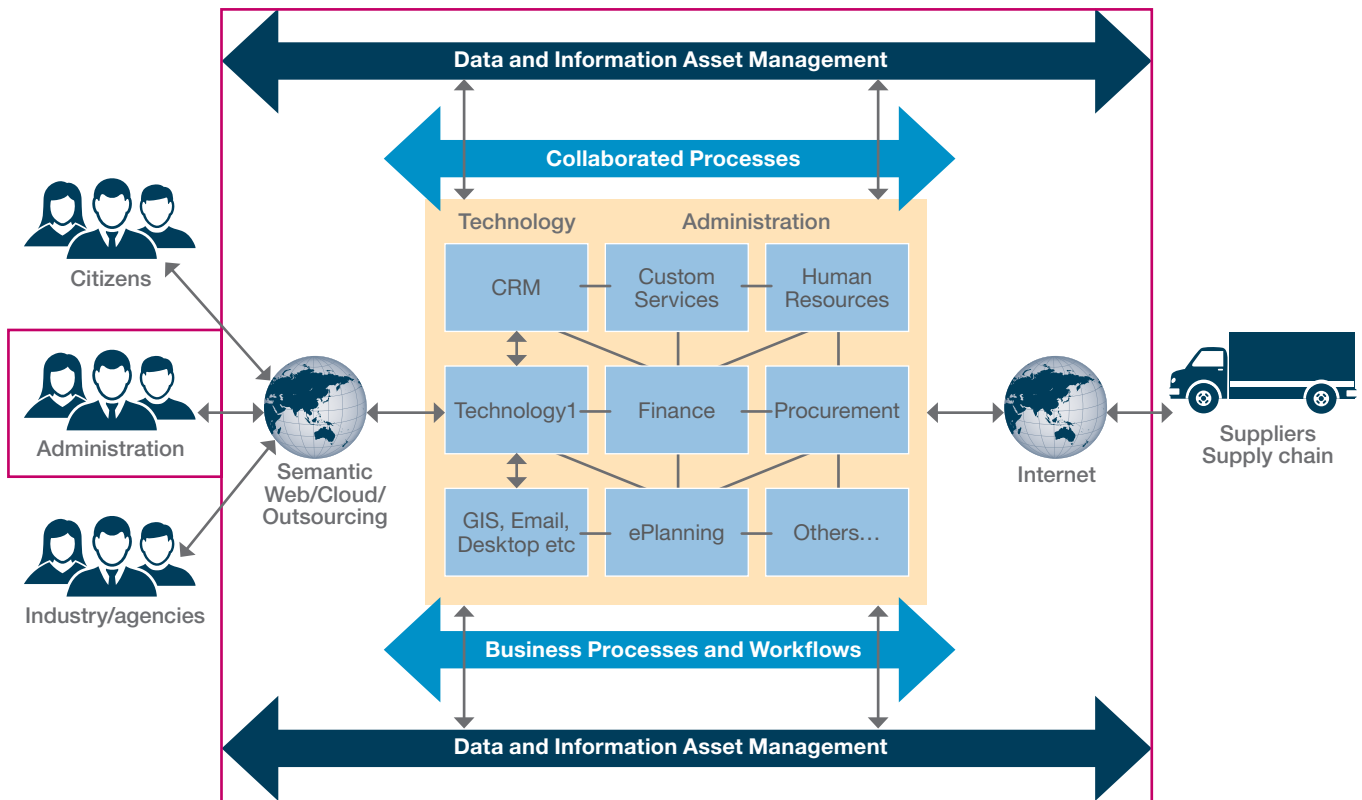 Data and Information Asset Management
Collaborated Processes
Technology
Administration
CRM
Custom
Services
Human
Resources
Citizens
Technology1
Finance
Procurement
Administration
Semantic
Web/Cloud/
Outsourcing
Internet
Suppliers
Supply chain
GIS, Email,
Desktop etc
ePlanning
Others…
Industry/agencies
Business Processes and Workflows
Data and Information Asset Management